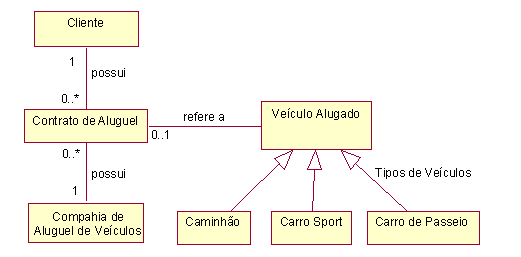 Cliente
1
possui
0..*
Contrato de Aluguel
refere a
0..1
Veículo Alugado
0..*
possui
1
Tipos de Veículos
Compahia de
Aluguel de Veículos
Caminhão
Carro Sport
Carro de Passeio